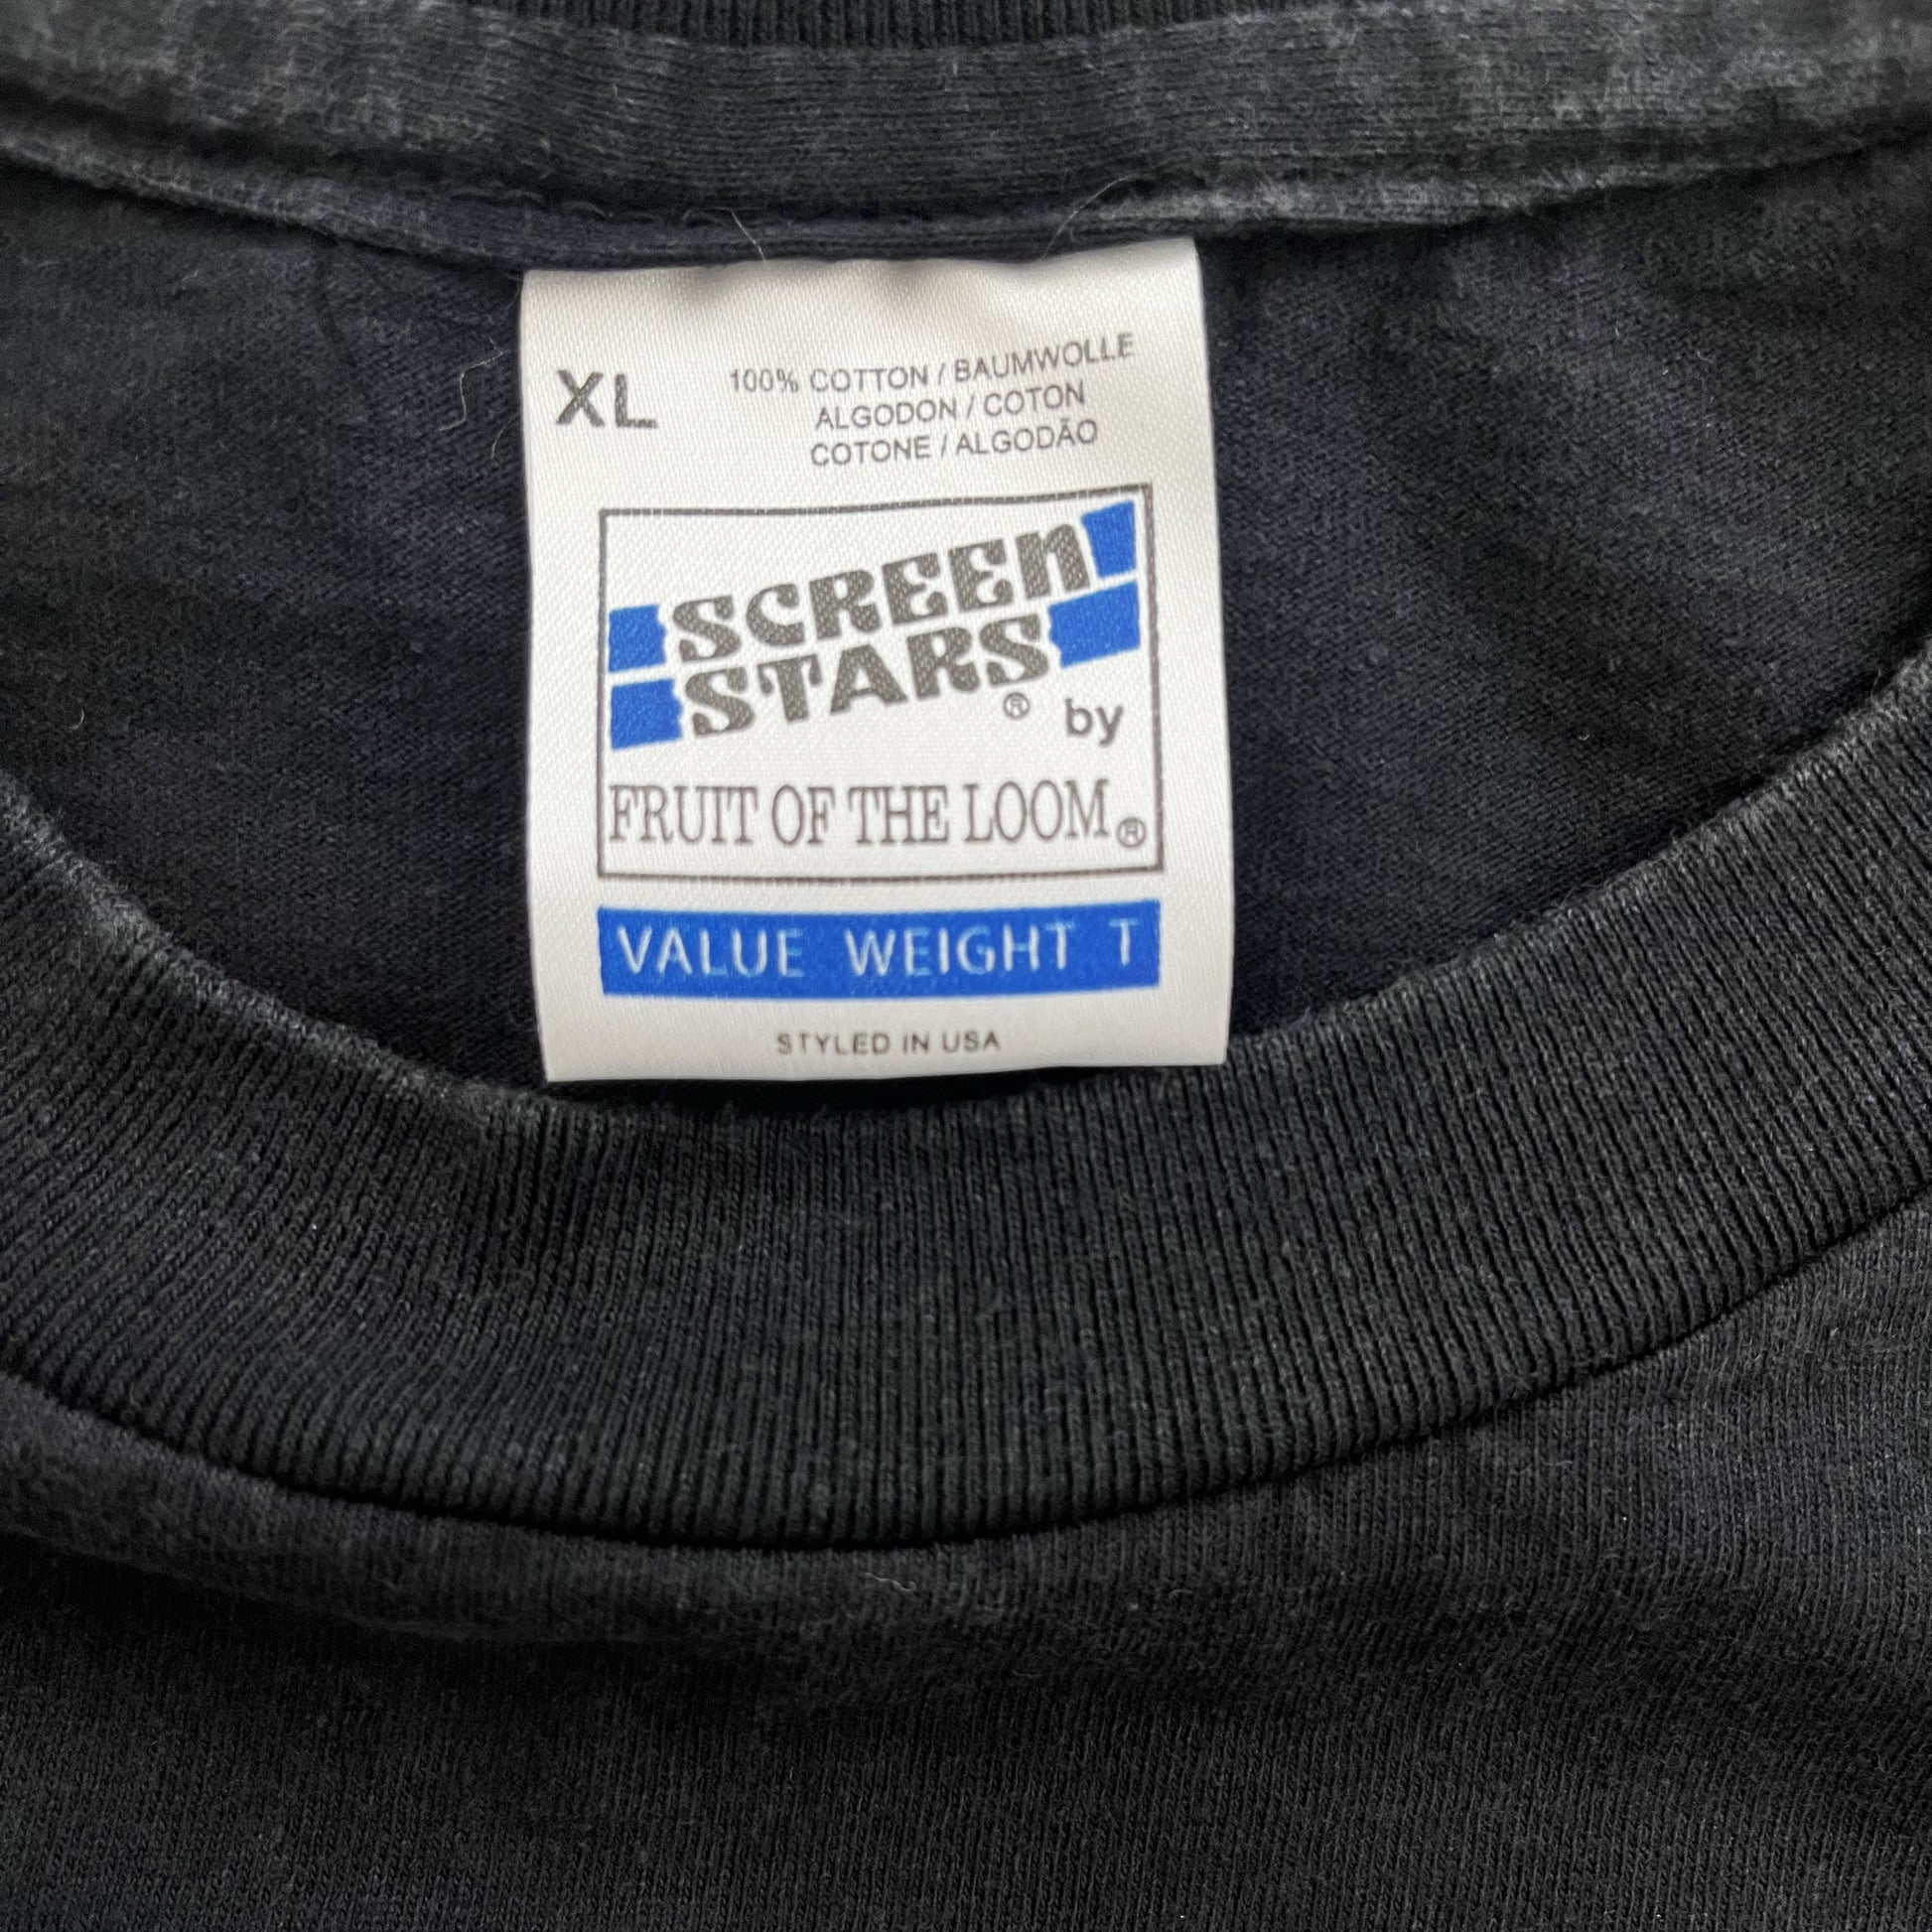 XL
100% COTTON / BAUMWOLLE
ALGODON / COTON
COTONE / ALGODÃO
SCREEN
STARS® by
FRUIT OF THE LOOM®
VALUE WEIGHT T
STYLED IN USA